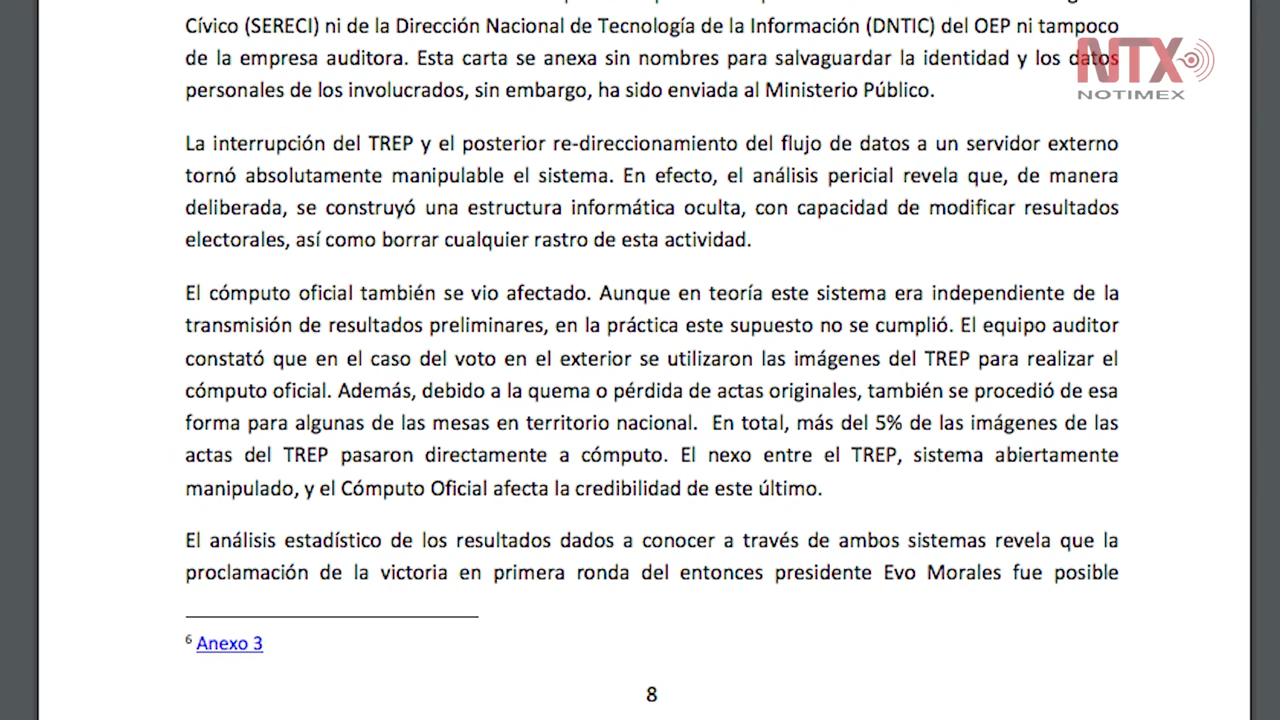 Cívico (SERECI) ni de la Dirección Nacional de Tecnología de la Información (DNTIC) del OEP ni tampoco
de la empresa auditora. Esta carta se anexa sin nombres para salvaguardar la identidad y los datos
personales de los involucrados, sin embargo, ha sido enviada al Ministerio Público.
NTX
NOTIMEX
La interrupción del TREP y el posterior re-direccionamiento del flujo de datos a un servidor externo
tornó absolutamente manipulable el sistema. En efecto, el análisis pericial revela que, de manera
deliberada, se construyó una estructura informática oculta, con capacidad de modificar resultados
electorales, así como borrar cualquier rastro de esta actividad.
El cómputo oficial también se vio afectado. Aunque en teoría este sistema era independiente de la
transmisión de resultados preliminares, en la práctica este supuesto no se cumplió. El equipo auditor
constató que en el caso del voto en el exterior se utilizaron las imágenes del TREP para realizar el
cómputo oficial. Además, debido a la quema o pérdida de actas originales, también se procedió de esa
forma para algunas de las mesas en territorio nacional. En total, más del 5% de las imágenes de las
actas del TREP pasaron directamente a cómputo. El nexo entre el TREP, sistema abiertamente
manipulado, y el Cómputo Oficial afecta la credibilidad de este último.
El análisis estadístico de los resultados dados a conocer a través de ambos sistemas revela que la
proclamación de la victoria en primera ronda del entonces presidente Evo Morales fue posible
6 Anexo 3
8